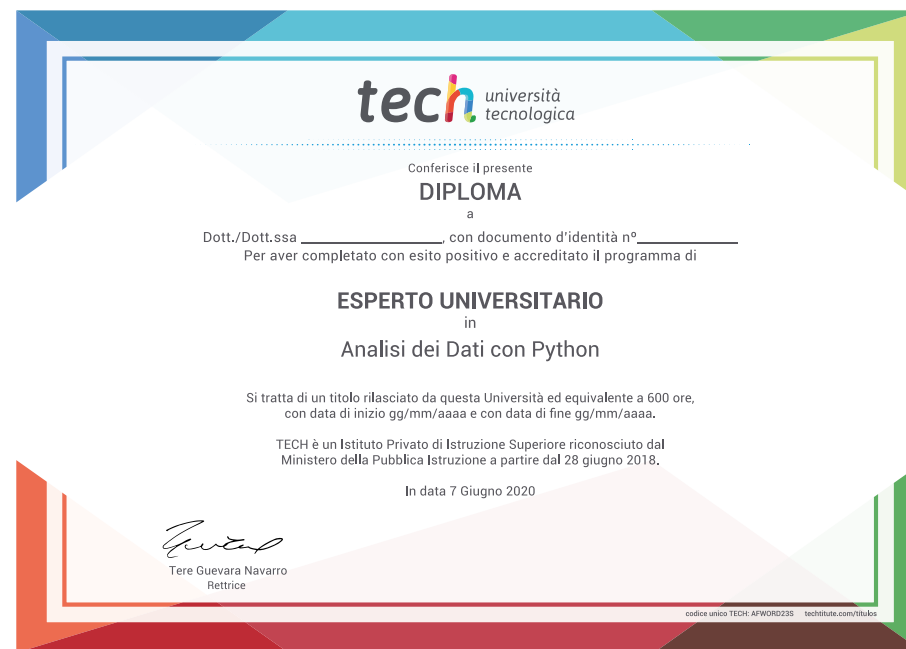 tech università
tecnologica
Conferisce il presente
DIPLOMA
a
Dott./Dott.ssa ________________, con documento d'identità nº____________
Per aver completato con esito positivo e accreditato il programma di
ESPERTO UNIVERSITARIO
in
Analisi dei Dati con Python
Si tratta di un titolo rilasciato da questa Università ed equivalente a 600 ore,
con data di inizio gg/mm/aaaa e con data di fine gg/mm/aaaa.
TECH è un Istituto Privato di Istruzione Superiore riconosciuto dal
Ministero della Pubblica Istruzione a partire dal 28 giugno 2018.
In data 7 Giugno 2020
Tere Guevara Navarro
Rettrice
codice unico TECH: AFWORD23S techtitute.com/titulos